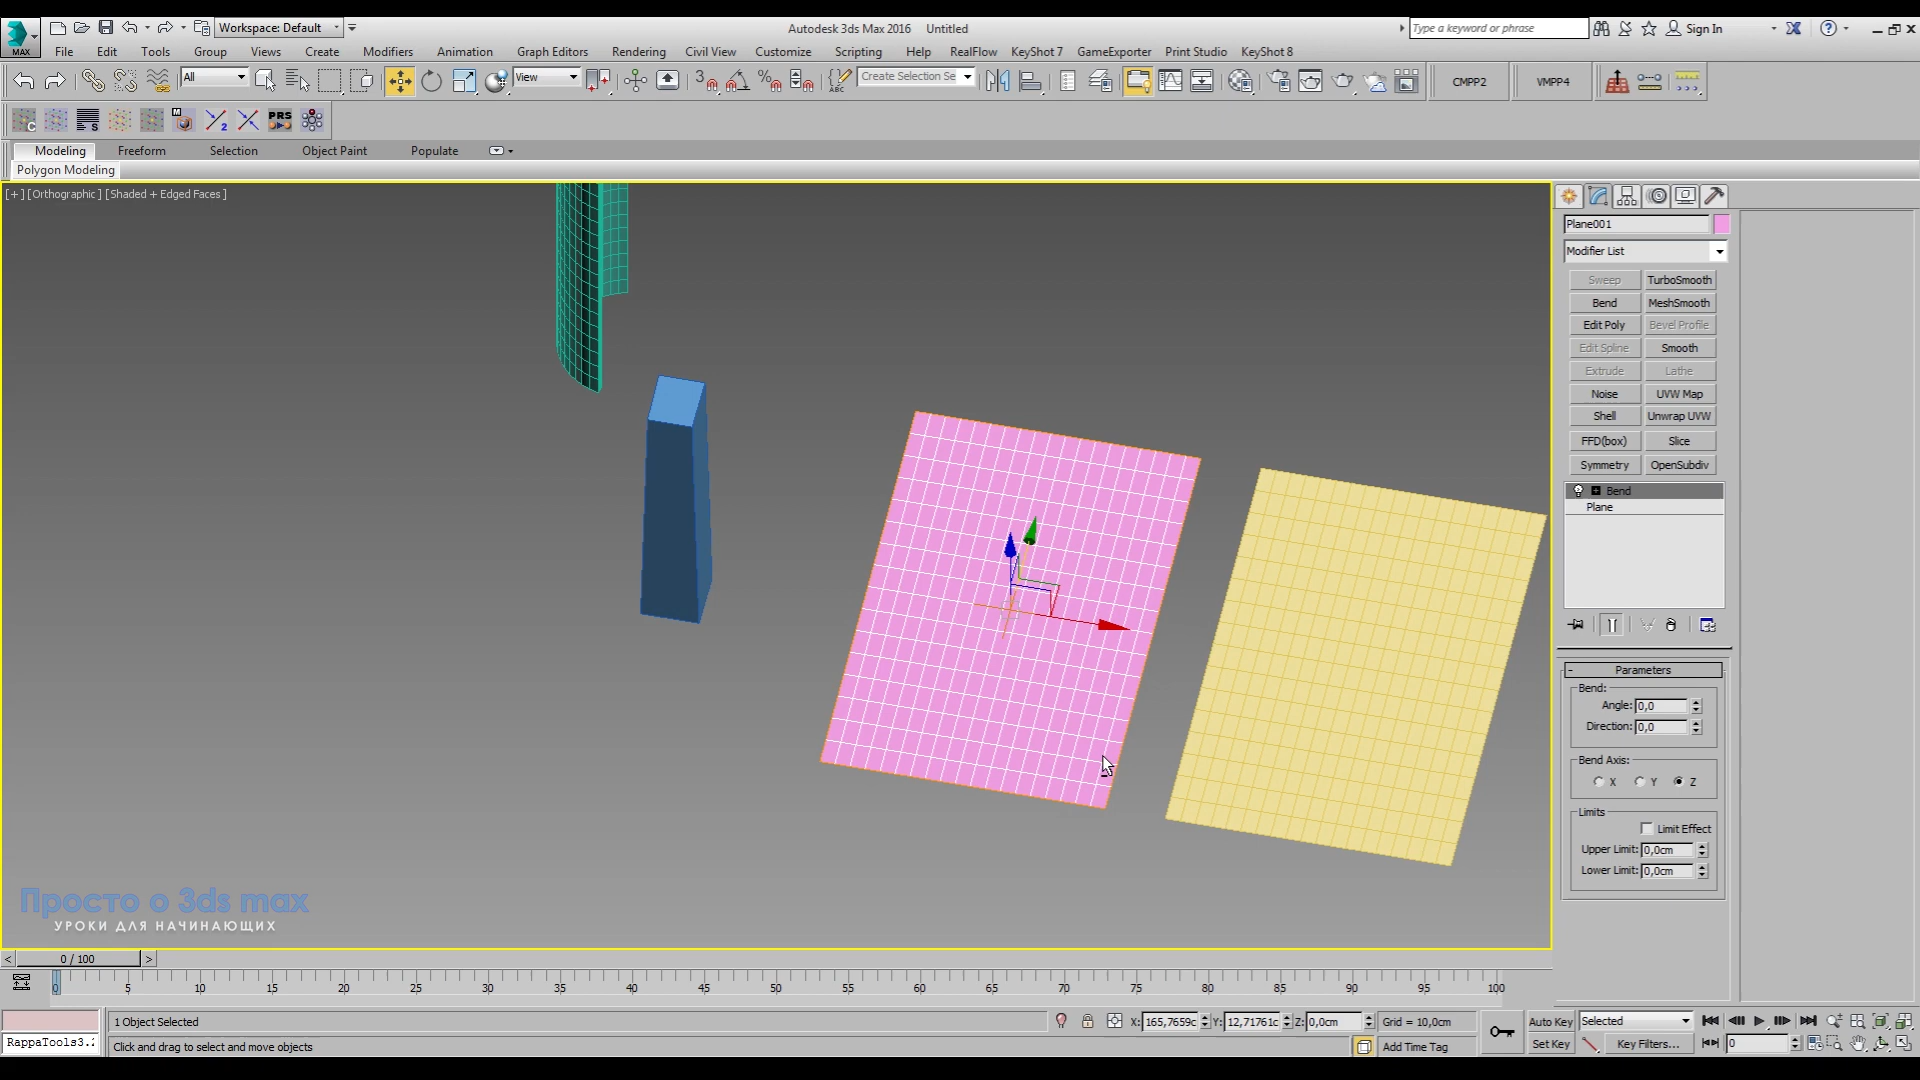 MAX
Workspace: Default
Autodesk 3ds Max 2016 Untitled
Type a keyword or phrase
Sign In
File Edit Tools Group Views Create Modifiers Animation Graph Editors Rendering Civil View Customize Scripting Help RealFlow KeyShot 7 GameExporter Print Studio KeyShot 8
All
View
Create Selection Se
CMPP2
VMPP4
PRS
Modeling Freeform Selection Object Paint Populate
Polygon Modeling
[+][Orthographic][Shaded + Edged Faces]
Plane001
Modifier List
Sweep TurboSmooth
Bend MeshSmooth
Edit Poly Bevel Profile
Edit Spline Smooth
Extrude Lathe
Noise UVW Map
Shell Unwrap UVW
FFD(box) Slice
Symmetry OpenSubdiv
Bend
Plane
Parameters
Bend:
Angle: 0,0
Direction: 0,0
Bend Axis:
X Y Z
Limits
Limit Effect
Upper Limit: 0,0cm
Lower Limit: 0,0cm
Просто о 3ds max
УРОКИ ДЛЯ НАЧИНАЮЩИХ
< 0 / 100 >
0 5 10 15 20 25 30 35 40 45 50 55 60 65 70 75 80 85 90 95 100
1 Object Selected
X: 165,7659c Y: 12,71761c Z: 0,0cm
Grid = 10,0cm
Auto Key
Selected
RappaTools3.2
Click and drag to select and move objects
Add Time Tag
Set Key
Key Filters...
0